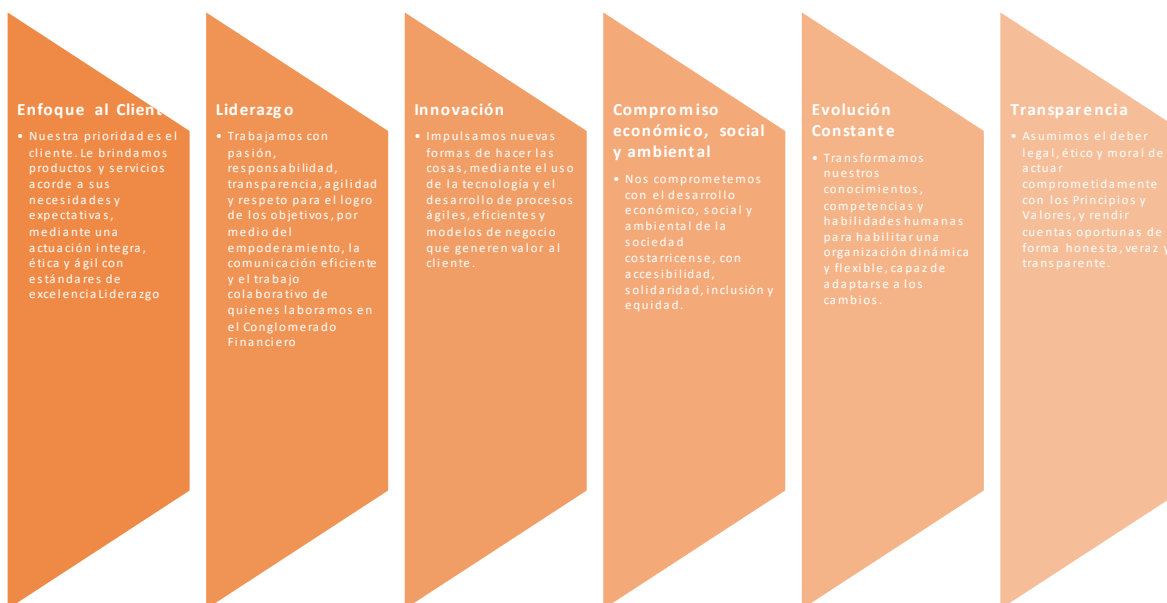 Enfoque al Client
• Nuestra prioridad es el
cliente. Le brindamos
productos y servicios
acorde a sus
necesidades y
expectativas,
mediante una
actuación integra,
ética y ágil con
estándares de
excelenciaLiderazgo
Liderazgo
• Trabajamos con
pasión,
responsabilidad,
transparencia, agilidad
y respeto para el logro
de los objetivos, por
medio del
empoderamiento, la
comunicación eficiente
y el trabajo
colaborativo de
quienes laboramos en
el Conglomerado
Financiero
Innovación
• Impulsamos nuevas
formas de hacer las
cosas, mediante el uso
de la tecnología y el
desarrollo de procesos
ágiles, eficientes y
modelos de negocio
que generen valor al
cliente.
Compromiso
económico, social
y ambiental
• Nos comprometemos
con el desarrollo
económico, social y
ambiental de la
sociedad
costarricense, con
accesibilidad,
solidaridad, inclusión y
equidad.
Evolución
Constante
• Transformamos
nuestros
conocimientos,
competencias y
habilidades humanas
para habilitar una
organización dinámica
y flexible, capaz de
adaptarse a los
cambios.
Transparencia
• Asumimos el deber
legal, ético y moral de
actuar
comprometidamente
con los Principios y
Valores, y rendir
cuentas oportunas de
forma honesta, veraz y
transparente.